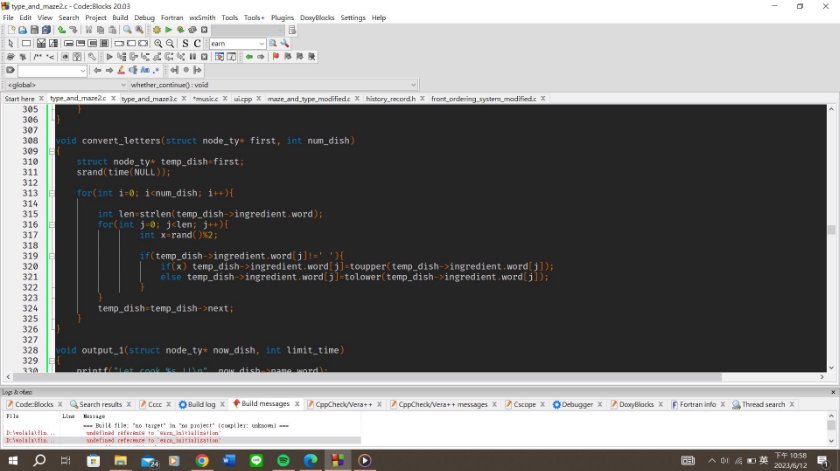 type_and_maze2.c - Code::Blocks 20.03
File Edit View Search Project Build Debug Fortran wxSmith Tools Tools+ Plugins DoxyBlocks Settings Help
S C earn
<global> whether_continue() : void
Start here type_and_maze2.c type_and_maze3.c *music.c ui.cpp maze_and_type_modified.c history_record.h front_ordering_system_modified.c
305 }
306 }
307
308 void convert_letters(struct node_ty* first, int num_dish)
309 {
310 struct node_ty* temp_dish=first;
311 srand(time(NULL));
312
313 for(int i=0; i<num_dish; i++){
314
315 int len=strlen(temp_dish->ingredient.word);
316 for(int j=0; j<len; j++){
317 int x=rand()%2;
318
319 if(temp_dish->ingredient.word[j]!=' '){
320 if(x) temp_dish->ingredient.word[j]=toupper(temp_dish->ingredient.word[j]);
321 else temp_dish->ingredient.word[j]=tolower(temp_dish->ingredient.word[j]);
322 }
323 }
324 temp_dish=temp_dish->next;
325 }
326 }
327
328 void output_1(struct node_ty* now_dish, int limit_time)
329 {
330 printf("Let cook %s !!\n", now_dish->name.word);
Logs & others
Code::Blocks Search results Cccc Build log Build messages CppCheck/Vera++ CppCheck/Vera++ messages Cscope Debugger DoxyBlocks Fortran info Thread search
File Line Message
=== Build file: "no target" in "no project" (compiler: unknown) ===
undefined reference to `earn_initialization'
undefined reference to `earn_initialization'
24
英
下午 10:58
2023/6/12